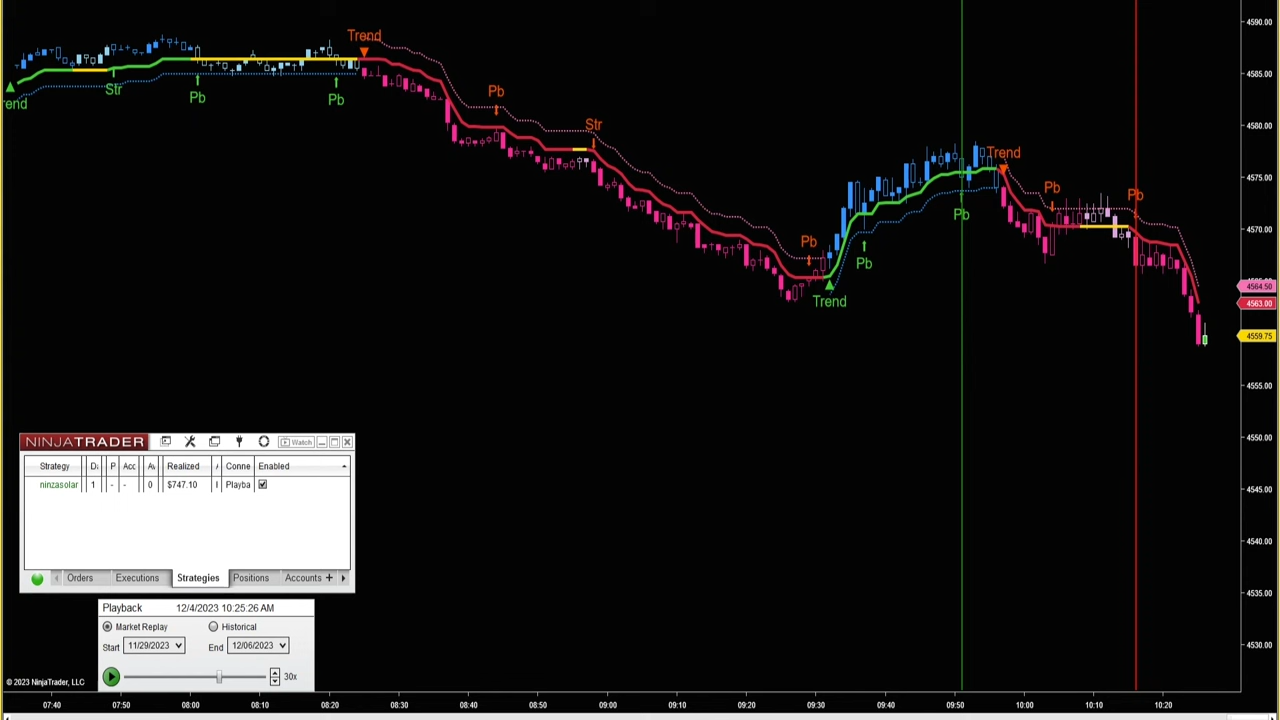 4590.00
Trend
4585.00
Str
Pb
Pb
rend
Pb
4580.00
Str
Trend
4575.00
Pb
Pb
Pb
4570.00
Pb
Pb
Trend
4564.50
4563.00
4559.75
4555.00
4550.00
4545.00
4540.00
4535.00
4530.00
NINJATRADER Watch
Strategy P Acc Realized Conne Enabled
ninzasolar 1 - - 0 $747.10 Playba
Orders Executions Strategies Positions Accounts +
Playback 12/4/2023 10:25:26 AM
Market Replay Historical
Start 11/29/2023 End 12/06/2023
30x
© 2023 NinjaTrader, LLC
07:40 07:50 08:00 08:10 08:20 08:30 08:40 08:50 09:00 09:10 09:20 09:30 09:40 09:50 10:00 10:10 10:20